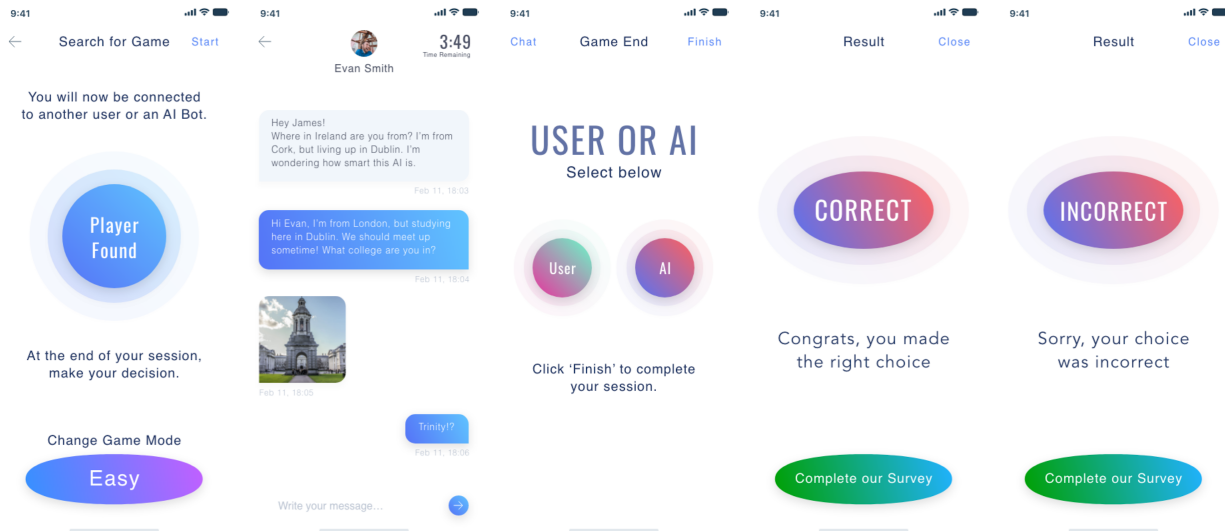 9:41
Search for Game
Start
You will now be connected
to another user or an AI Bot.
Player
Found
At the end of your session,
make your decision.
Change Game Mode
Easy
9:41
3:49
Time Remaining
Evan Smith
Hey James!
Where in Ireland are you from? I'm from
Cork, but living up in Dublin. I'm
wondering how smart this AI is.
Feb 11, 18:03
Hi Evan, I'm from London, but studying
here in Dublin. We should meet up
sometime! What college are you in?
Feb 11, 18:04
Feb 11, 18:05
Trinity!?
Feb 11, 18:06
Write your message...
9:41
Chat
Game End
Finish
USER OR AI
Select below
User
AI
Click ‘Finish’ to complete
your session.
9:41
Result
Close
CORRECT
Congrats, you made
the right choice
Complete our Survey
9:41
Result
Close
INCORRECT
Sorry, your choice
was incorrect
Complete our Survey